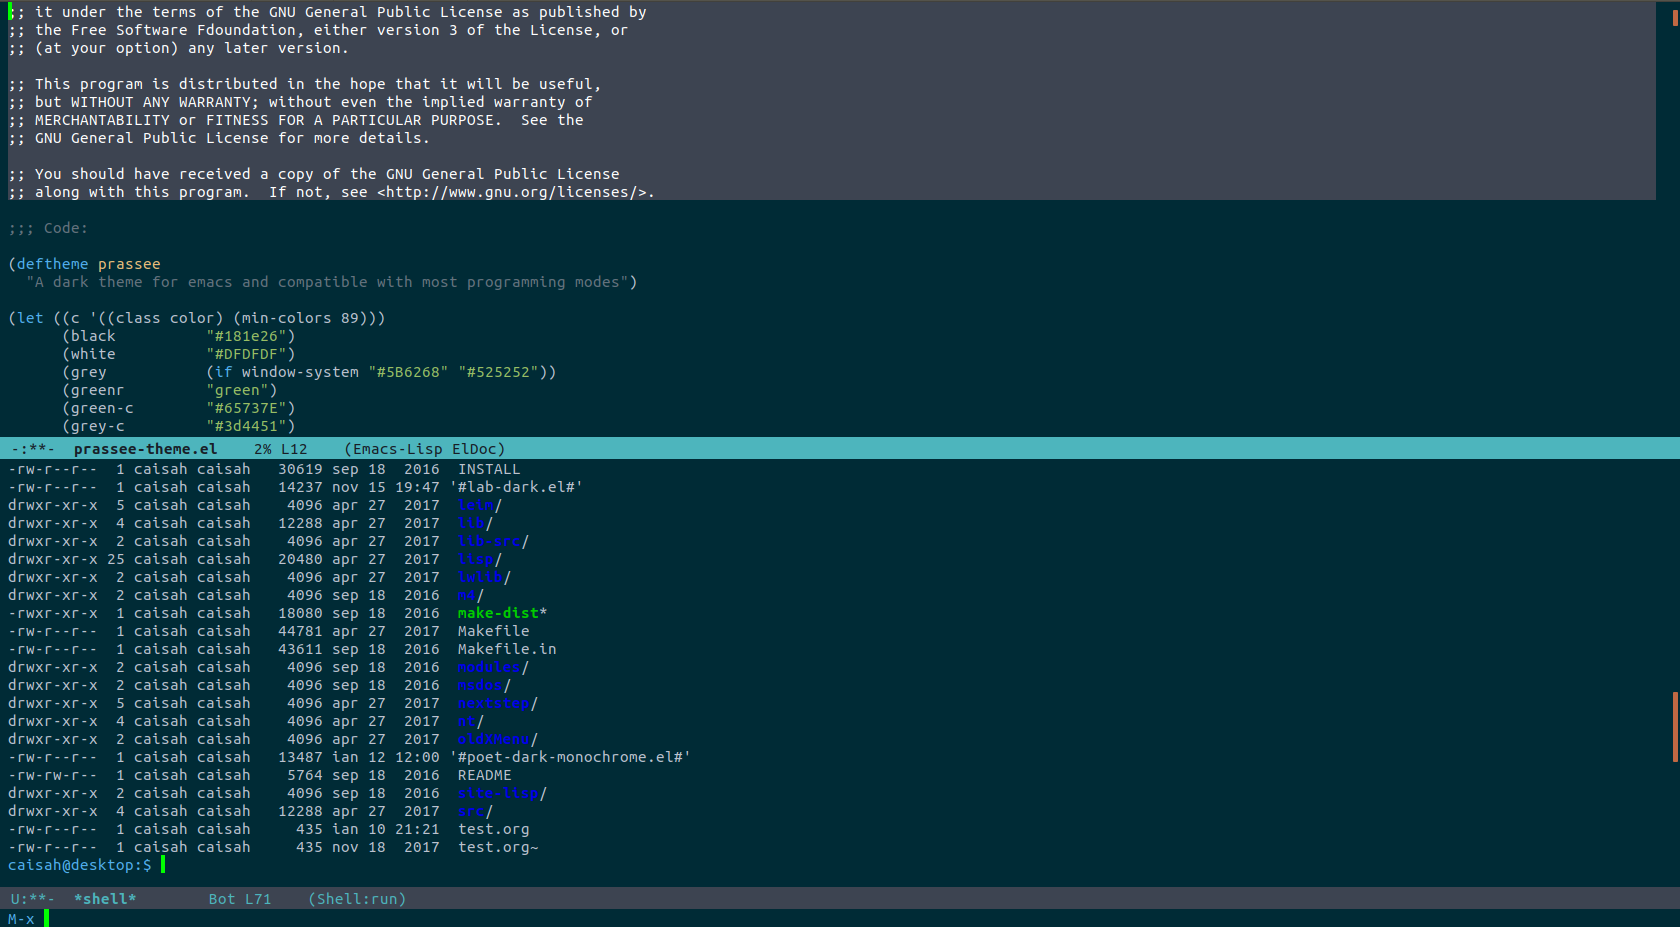 ;; it under the terms of the GNU General Public License as published by
;; the Free Software Fdoundation, either version 3 of the License, or
;; (at your option) any later version.

;; This program is distributed in the hope that it will be useful,
;; but WITHOUT ANY WARRANTY; without even the implied warranty of
;; MERCHANTABILITY or FITNESS FOR A PARTICULAR PURPOSE.  See the
;; GNU General Public License for more details.

;; You should have received a copy of the GNU General Public License
;; along with this program.  If not, see <http://www.gnu.org/licenses/>.

;;; Code:

(deftheme prassee
  "A dark theme for emacs and compatible with most programming modes")

(let ((c '((class color) (min-colors 89)))
      (black          "#181e26")
      (white          "#DFDFDF")
      (grey           (if window-system "#5B6268" "#525252"))
      (greenr         "green")
      (green-c        "#65737E")
      (grey-c         "#3d4451")
-:**-  prassee-theme.el    2% L12    (Emacs-Lisp ElDoc)
-rw-r--r--  1 caisah caisah   30619 sep 18  2016  INSTALL
-rw-r--r--  1 caisah caisah   14237 nov 15 19:47 '#lab-dark.el#'
drwxr-xr-x  5 caisah caisah    4096 apr 27  2017  leim/
drwxr-xr-x  4 caisah caisah   12288 apr 27  2017  lib/
drwxr-xr-x  2 caisah caisah    4096 apr 27  2017  lib-src/
drwxr-xr-x 25 caisah caisah   20480 apr 27  2017  lisp/
drwxr-xr-x  2 caisah caisah    4096 apr 27  2017  lwlib/
drwxr-xr-x  2 caisah caisah    4096 sep 18  2016  m4/
-rwxr-xr-x  1 caisah caisah   18080 sep 18  2016  make-dist*
-rw-r--r--  1 caisah caisah   44781 apr 27  2017  Makefile
-rw-r--r--  1 caisah caisah   43611 sep 18  2016  Makefile.in
drwxr-xr-x  2 caisah caisah    4096 sep 18  2016  modules/
drwxr-xr-x  2 caisah caisah    4096 sep 18  2016  msdos/
drwxr-xr-x  5 caisah caisah    4096 apr 27  2017  nextstep/
drwxr-xr-x  4 caisah caisah    4096 apr 27  2017  nt/
drwxr-xr-x  2 caisah caisah    4096 apr 27  2017  oldXMenu/
-rw-r--r--  1 caisah caisah   13487 ian 12 12:00 '#poet-dark-monochrome.el#'
-rw-rw-r--  1 caisah caisah    5764 sep 18  2016  README
drwxr-xr-x  2 caisah caisah    4096 sep 18  2016  site-lisp/
drwxr-xr-x  4 caisah caisah   12288 apr 27  2017  src/
-rw-r--r--  1 caisah caisah     435 ian 10 21:21  test.org
-rw-r--r--  1 caisah caisah     435 nov 18  2017  test.org~
caisah@desktop:$
U:**-  *shell*        Bot L71    (Shell:run)
M-x